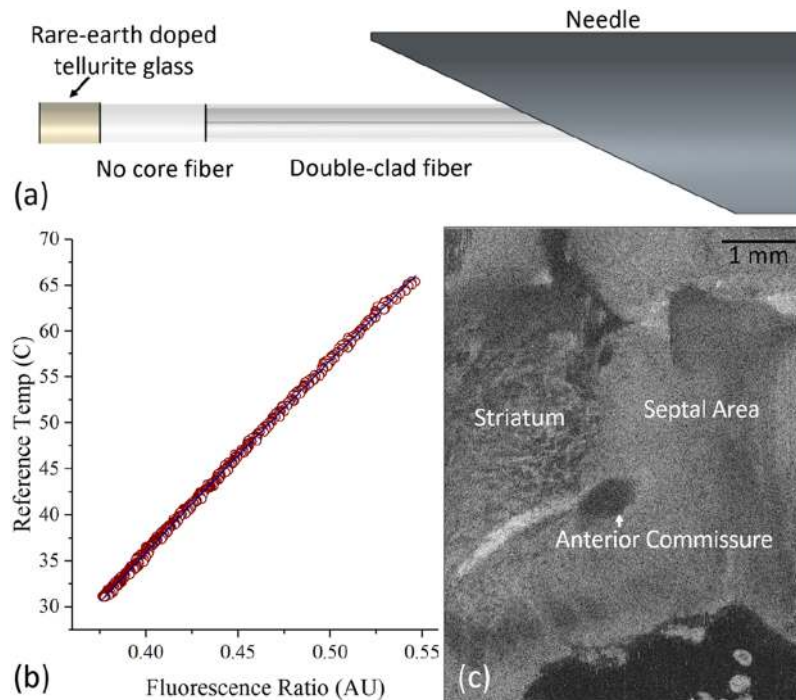 Needle
Rare-earth doped
tellurite glass
No core fiber
Double-clad fiber
(a)
70
65
60
55
50
45
40
35
30
Reference Temp (C)
0.40 0.45 0.50 0.55
Fluorescence Ratio (AU)
(b)
1 mm
Striatum
Septal Area
Anterior Commissure
(c)